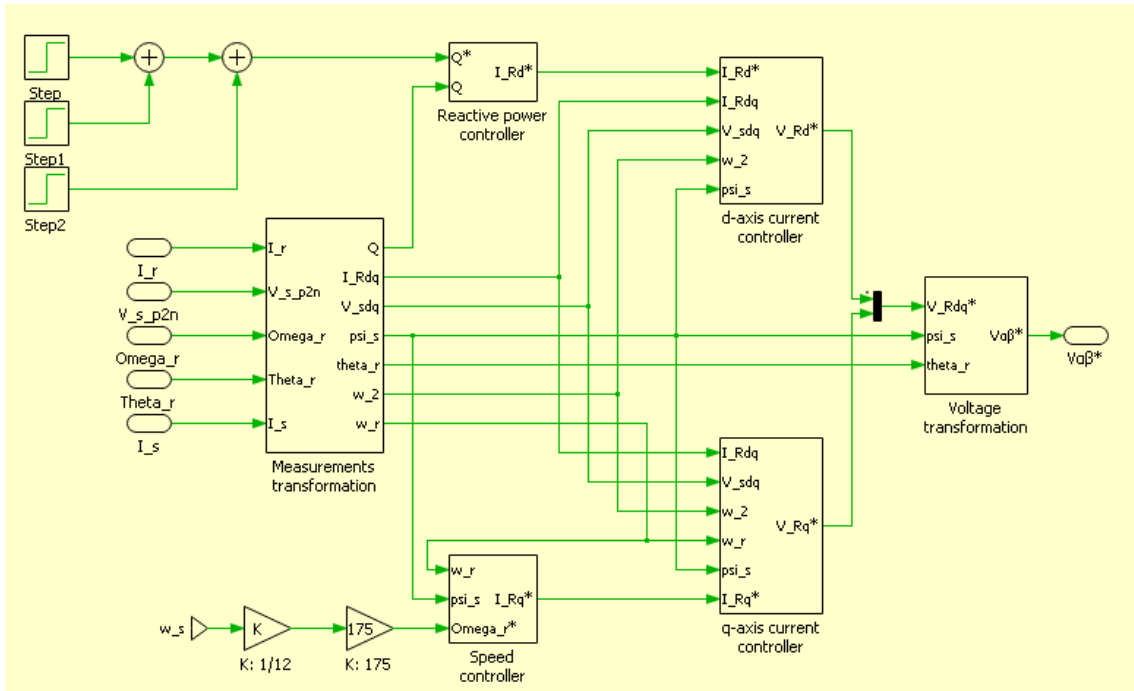 Step
Step1
Step2
+
+
Q*
Q
I_Rd*
Reactive power
controller
I_Rd*
I_Rdq
V_sdq
w_2
psi_s
V_Rd*
d-axis current
controller
I_r
V_s_p2n
Omega_r
Theta_r
I_s
I_r
V_s_p2n
Omega_r
Theta_r
I_s
Q
I_Rdq
V_sdq
psi_s
theta_r
w_2
w_r
Measurements
transformation
V_Rdq*
psi_s
theta_r
Vαβ*
Voltage
transformation
Vαβ*
I_Rdq
V_sdq
w_2
w_r
psi_s
I_Rq*
V_Rq*
q-axis current
controller
w_r
psi_s
Omega_r*
I_Rq*
Speed
controller
w_s
K
K: 1/12
175
K: 175